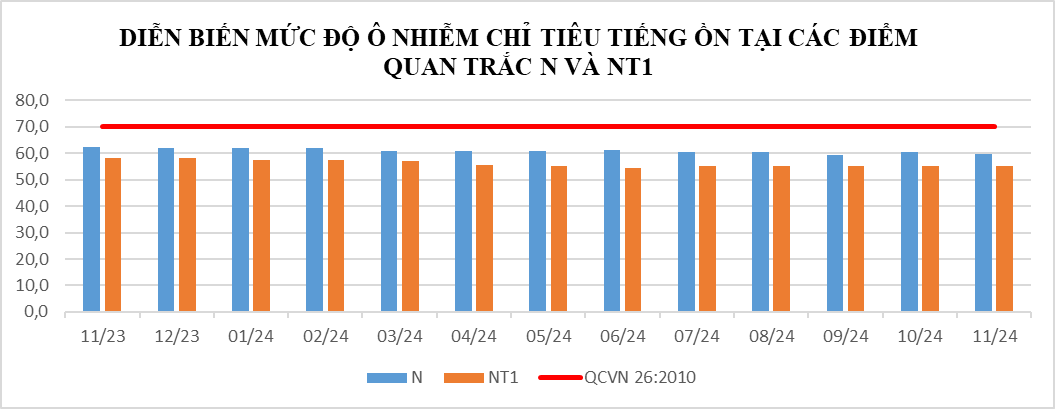 DIỄN BIẾN MỨC ĐỘ Ô NHIỄM CHỈ TIÊU TIẾNG ỒN TẠI CÁC ĐIỂM
QUAN TRẮC N VÀ NT1
80,0
70,0
60,0
50,0
40,0
30,0
20,0
10,0
0,0
11/23 12/23 01/24 02/24 03/24 04/24 05/24 06/24 07/24 08/24 09/24 10/24 11/24
N NT1 QCVN 26:2010